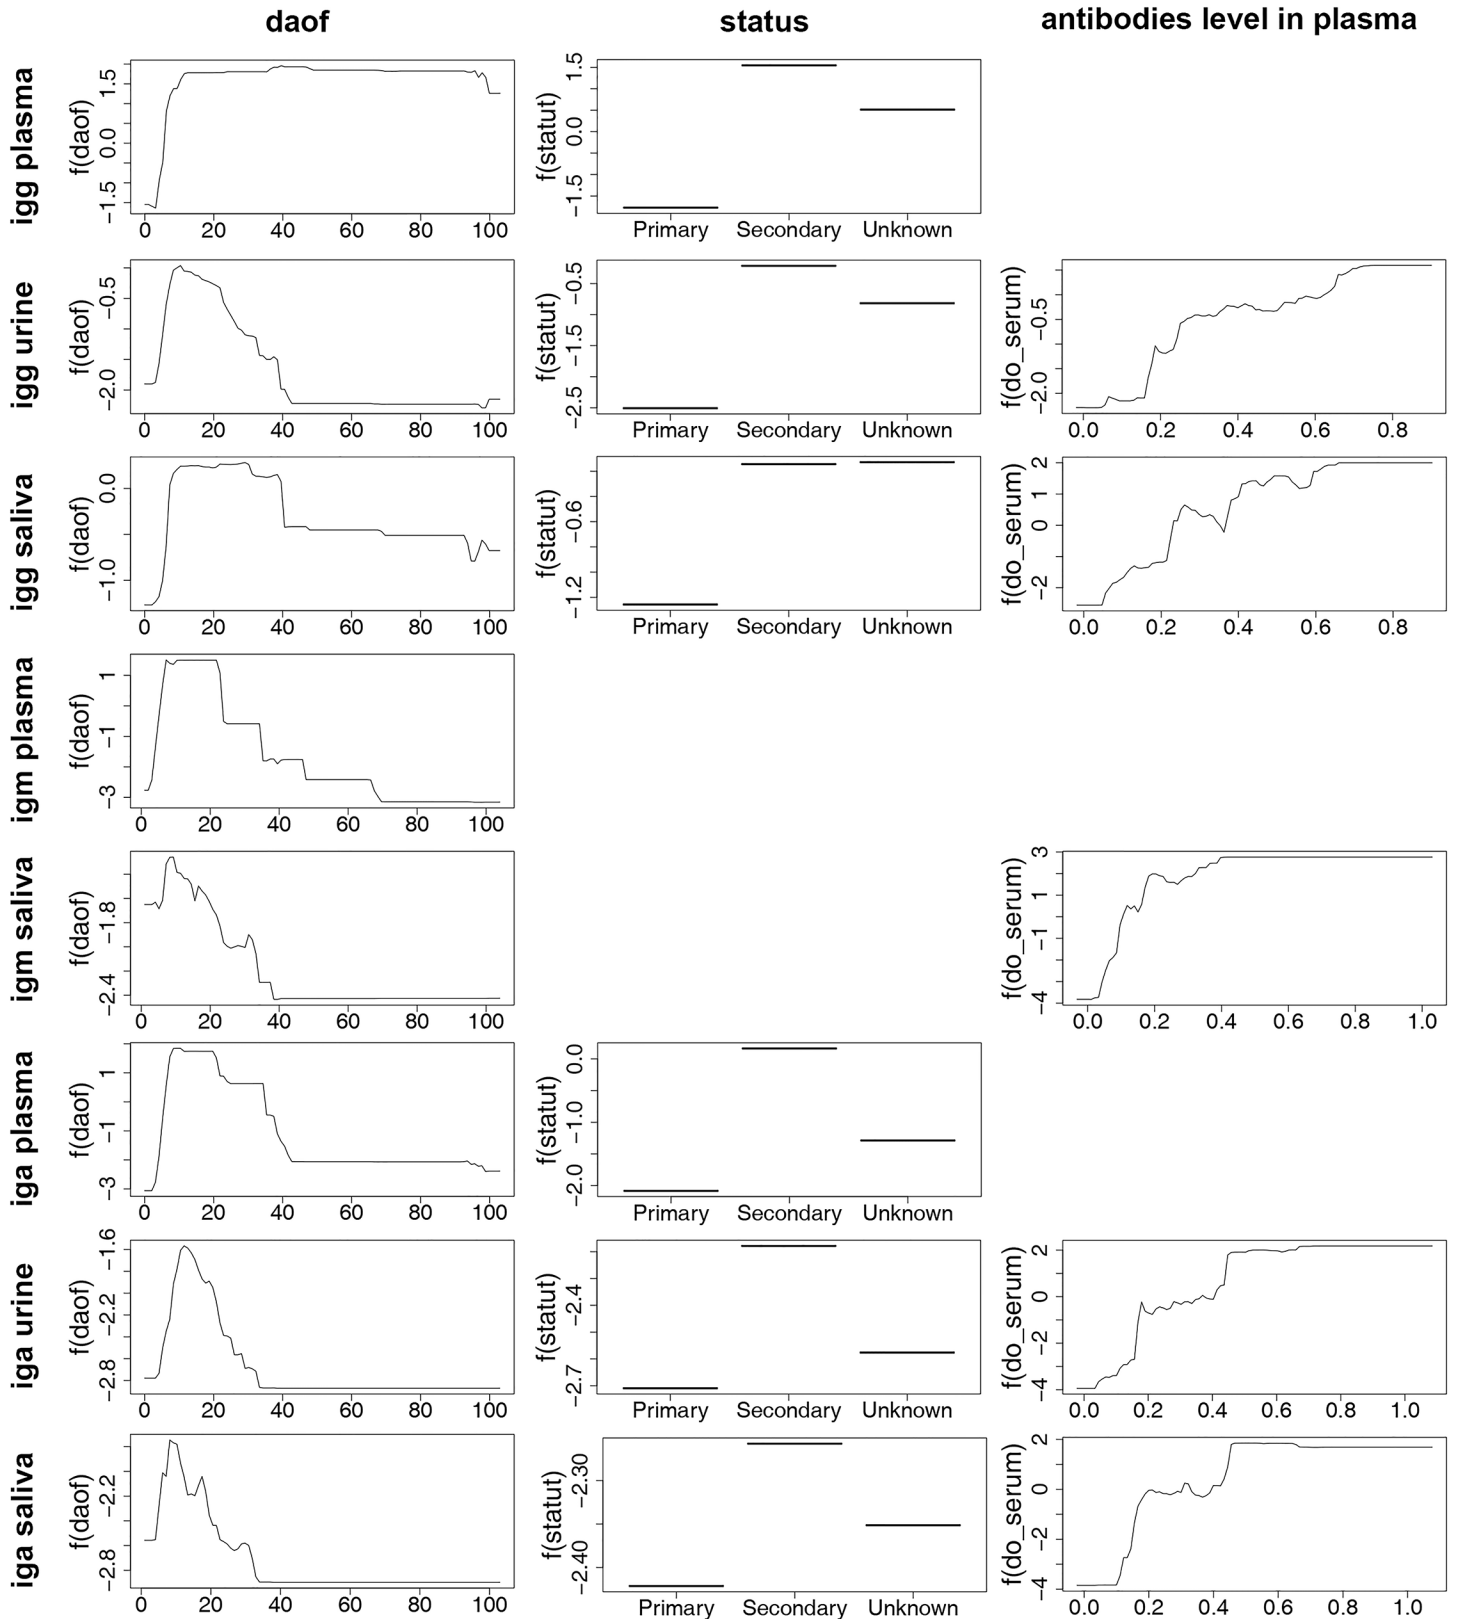 daof status antibodies level in plasma
igg plasma
f(daof)
1.5
0.0
−1.5
0 20 40 60 80 100
f(statut)
1.5
0.0
−1.5
Primary Secondary Unknown
igg urine
f(daof)
−0.5
−2.0
0 20 40 60 80 100
f(statut)
−0.5
−1.5
−2.5
Primary Secondary Unknown
f(do_serum)
−0.5
−2.0
0.0 0.2 0.4 0.6 0.8
igg saliva
f(daof)
0.0
−1.0
0 20 40 60 80 100
f(statut)
−0.6
−1.2
Primary Secondary Unknown
f(do_serum)
2
1
0
−2
0.0 0.2 0.4 0.6 0.8
igm plasma
f(daof)
1
−1
−3
0 20 40 60 80 100
igm saliva
f(daof)
−1.8
−2.4
0 20 40 60 80 100
f(do_serum)
3
1
−1
−4
0.0 0.2 0.4 0.6 0.8 1.0
iga plasma
f(daof)
1
−1
−3
0 20 40 60 80 100
f(statut)
0.0
−1.0
−2.0
Primary Secondary Unknown
iga urine
f(daof)
−1.6
−2.2
−2.8
0 20 40 60 80 100
f(statut)
−2.4
−2.7
Primary Secondary Unknown
f(do_serum)
2
0
−2
−4
0.0 0.2 0.4 0.6 0.8 1.0
iga saliva
f(daof)
−2.2
−2.8
0 20 40 60 80 100
f(statut)
−2.30
−2.40
Primary Secondary Unknown
f(do_serum)
2
0
−2
−4
0.0 0.2 0.4 0.6 0.8 1.0